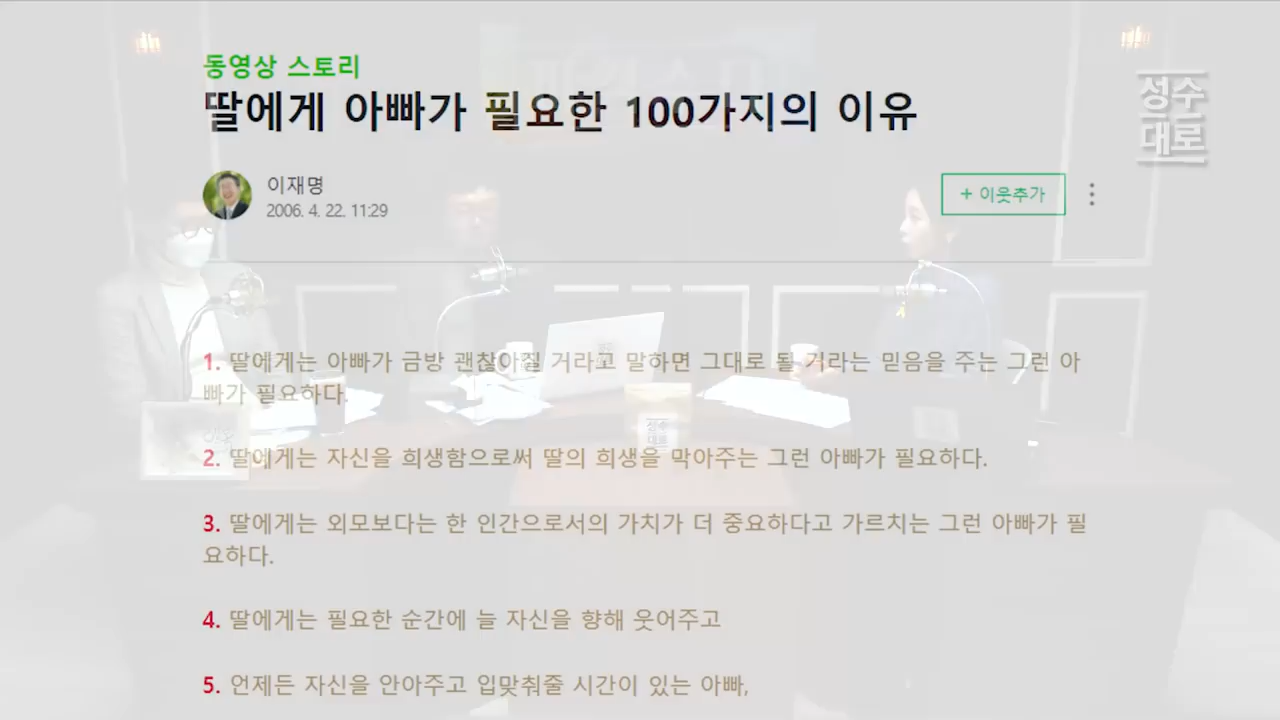 동영상 스토리
딸에게 아빠가 필요한 100가지의 이유
성수
대로
이재명
2006. 4. 22. 11:29
+ 이웃추가
1. 딸에게는 아빠가 금방 괜찮아질 거라고 말하면 그대로 될 거라는 믿음을 주는 그런 아
빠가 필요하다.
성수
대로
2. 딸에게는 자신을 희생함으로써 딸의 희생을 막아주는 그런 아빠가 필요하다.
3. 딸에게는 외모보다는 한 인간으로서의 가치가 더 중요하다고 가르치는 그런 아빠가 필
요하다.
4. 딸에게는 필요한 순간에 늘 자신을 향해 웃어주고
5. 언제든 자신을 안아주고 입맞춰줄 시간이 있는 아빠,